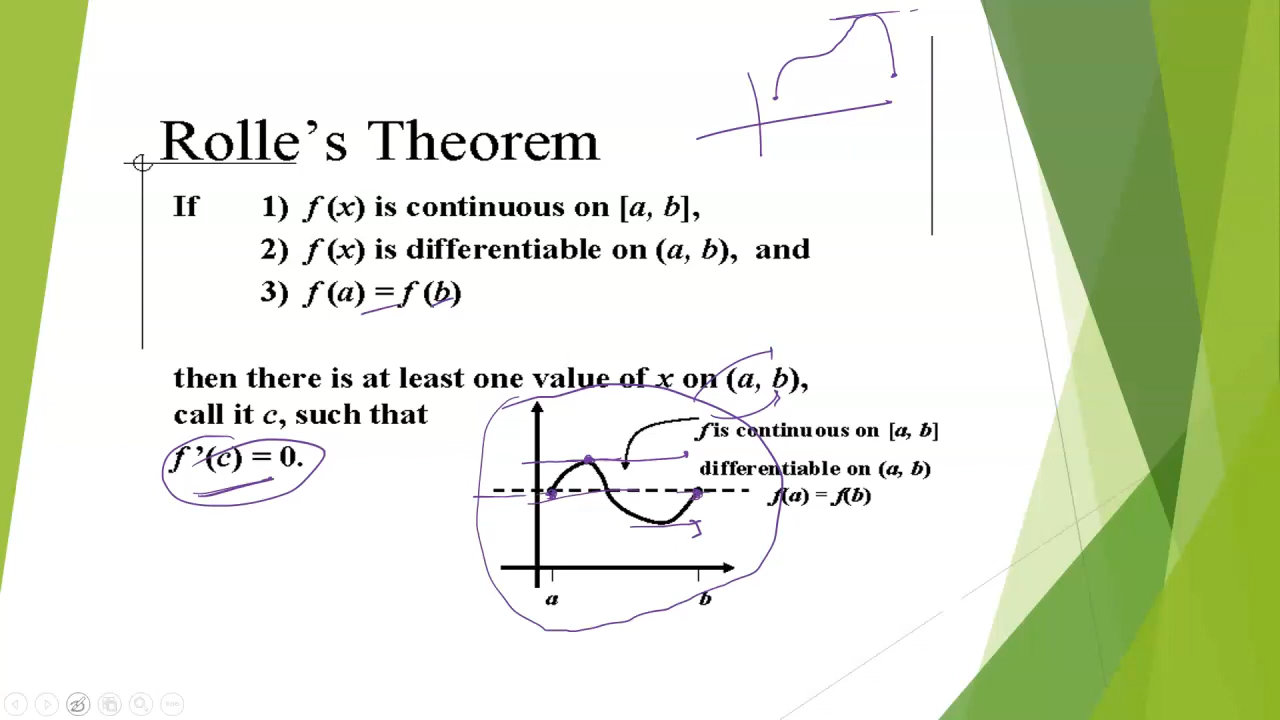 Rolle's Theorem
If 1) f (x) is continuous on [a, b],
2) f (x) is differentiable on (a, b), and
3) f (a) = f (b)
then there is at least one value of x on (a, b),
call it c, such that
f ’(c) = 0.
f is continuous on [a, b]
differentiable on (a, b)
f(a) = f(b)
a b